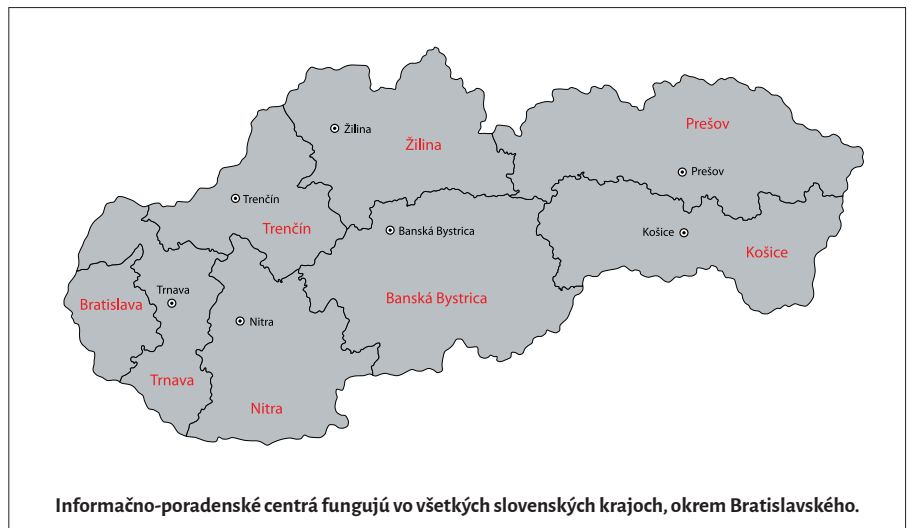 Žilina
Žilina
Prešov
Prešov
Trenčín
Trenčín
Banská Bystrica
Košice
Košice
Trnava
Bratislava
Banská Bystrica
Nitra
Trnava
Nitra
Informačno-poradenské centrá fungujú vo všetkých slovenských krajoch, okrem Bratislavského.